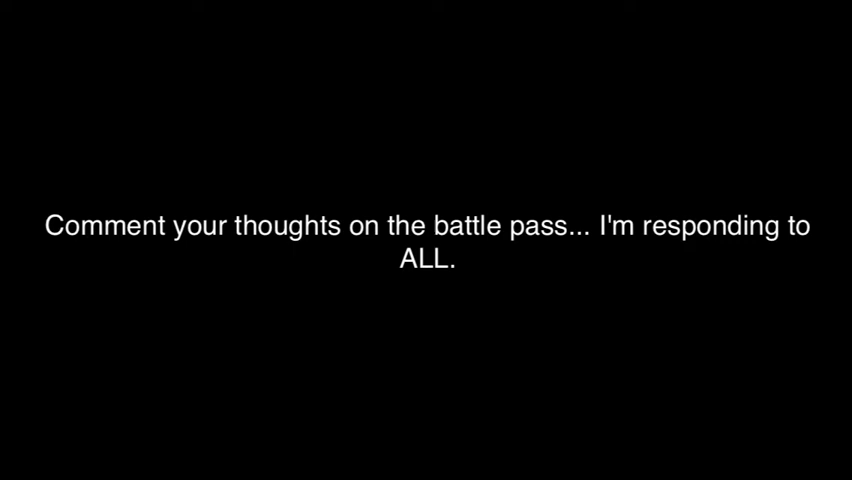 Comment your thoughts on the battle pass... I'm responding to
ALL.